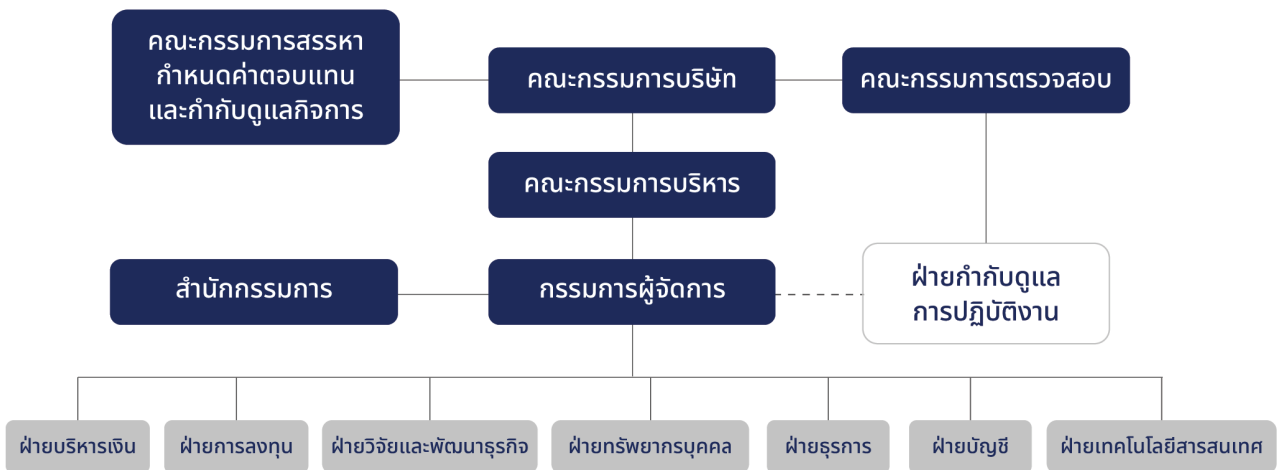 คณะกรรมการสรรหา
กำหนดค่าตอบแทน
และกำกับดูแลกิจการ
คณะกรรมการบริษัท
คณะกรรมการตรวจสอบ
คณะกรรมการบริหาร
สำนักกรรมการ
กรรมการผู้จัดการ
ฝ่ายกำกับดูแล
การปฏิบัติงาน
ฝ่ายบริหารเงิน
ฝ่ายการลงทุน
ฝ่ายวิจัยและพัฒนาธุรกิจ
ฝ่ายทรัพยากรบุคคล
ฝ่ายธุรการ
ฝ่ายบัญชี
ฝ่ายเทคโนโลยีสารสนเทศ